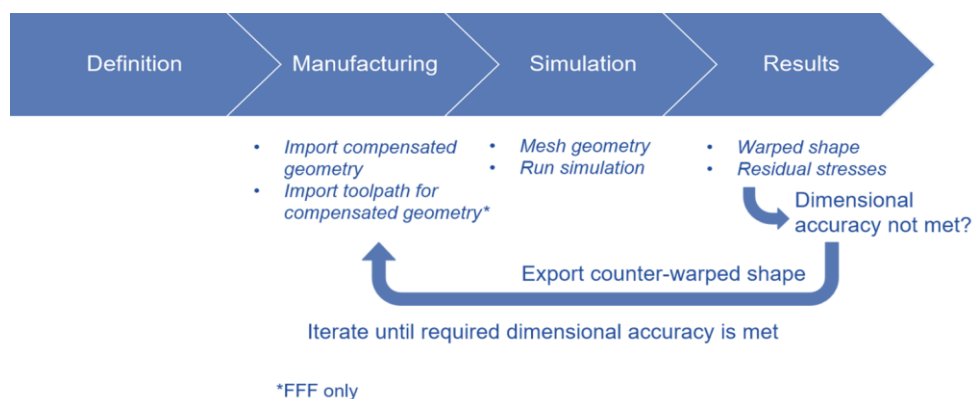 Definition
Manufacturing
Simulation
Results
• Import compensated
geometry
• Import toolpath for
compensated geometry*
• Mesh geometry
• Run simulation
• Warped shape
• Residual stresses
Dimensional
accuracy not met?
Export counter-warped shape
Iterate until required dimensional accuracy is met
*FFF only